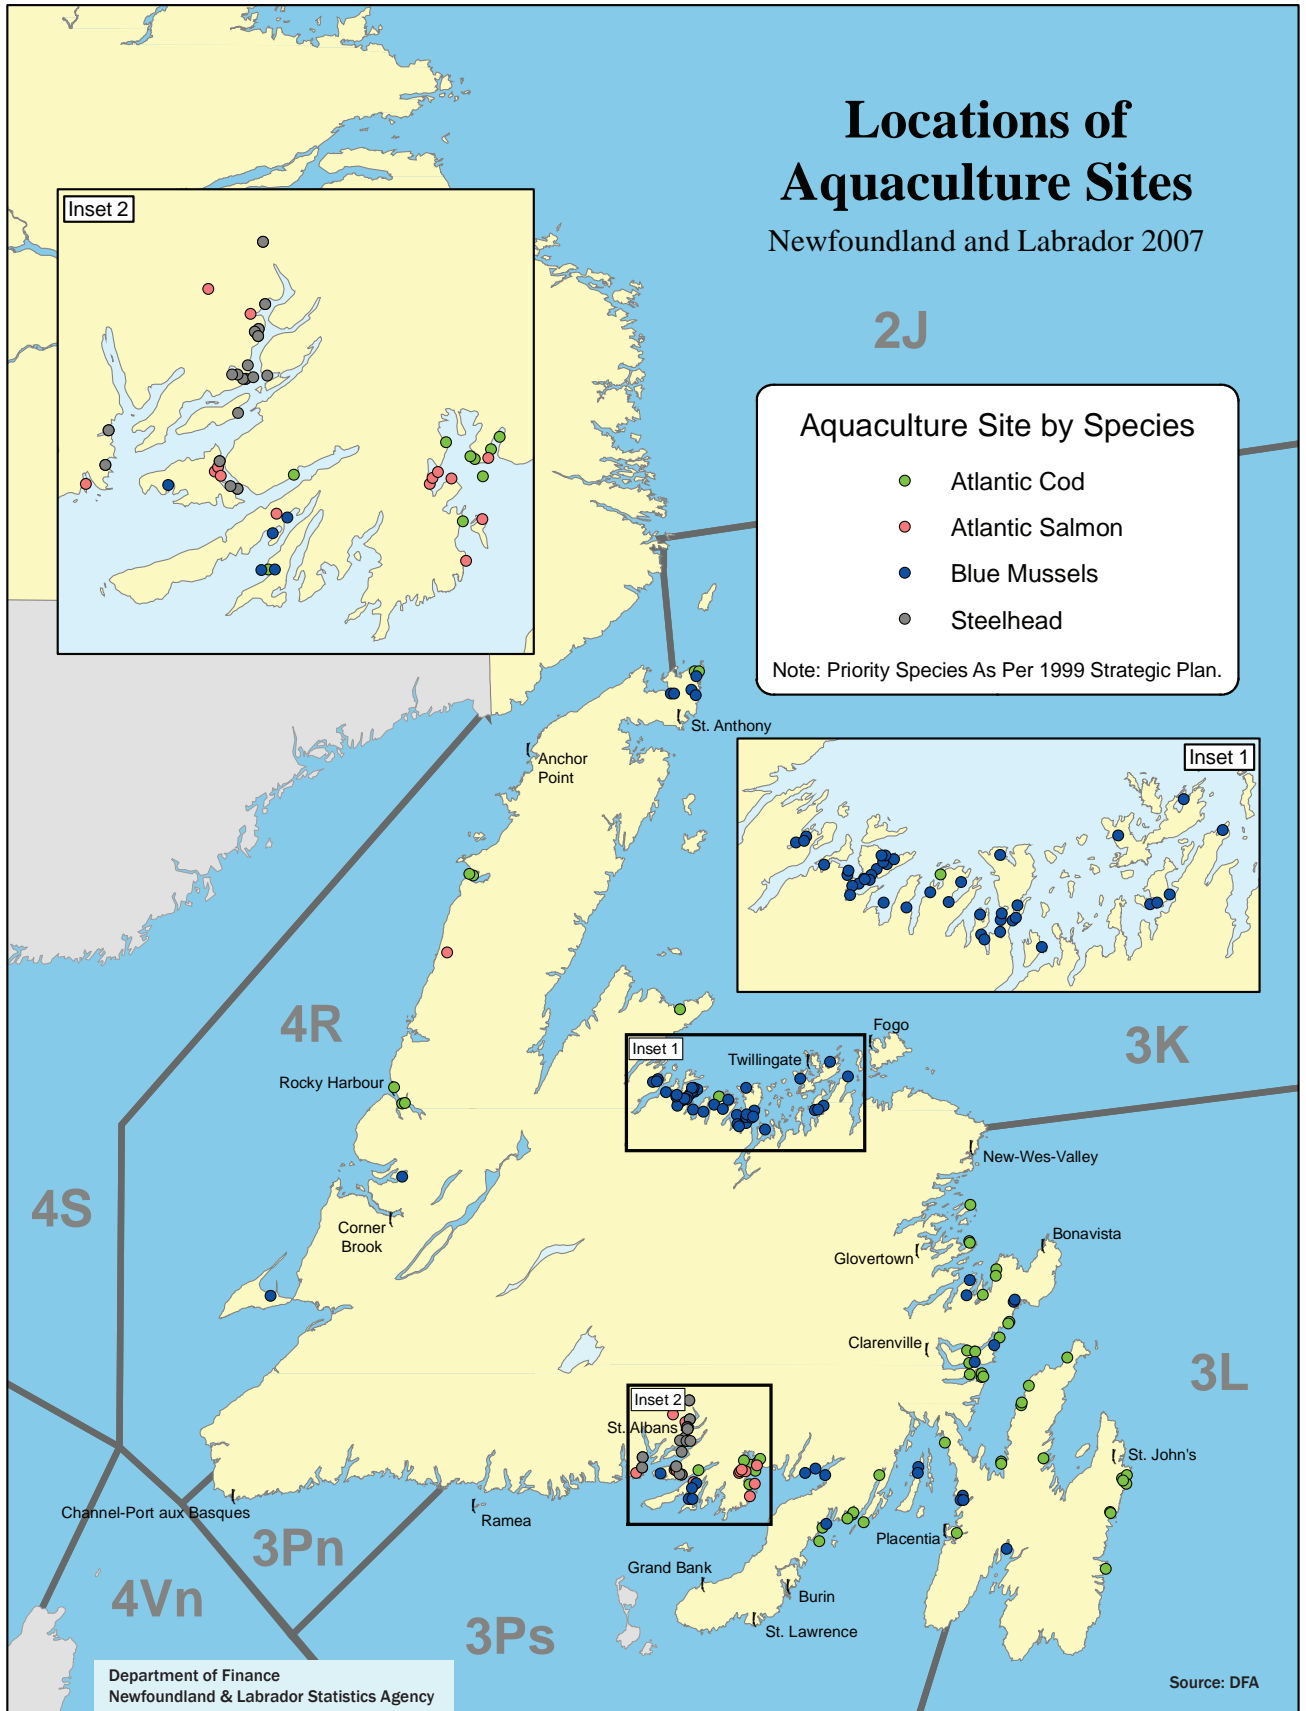 Locations of
Aquaculture Sites
Newfoundland and Labrador 2007
Inset 2
2J
Aquaculture Site by Species
Atlantic Cod
Atlantic Salmon
Blue Mussels
Steelhead
Note: Priority Species As Per 1999 Strategic Plan.
St. Anthony
Anchor
Point
Inset 1
4R
Fogo
3K
Inset 1
Twillingate
Rocky Harbour
New-Wes-Valley
4S
Corner
Brook
Bonavista
Glovertown
Clarenville
3L
Inset 2
St. Albans
St. John's
Channel-Port aux Basques
Ramea
Placentia
3Pn
Grand Bank
4Vn
Burin
3Ps
St. Lawrence
Department of Finance
Newfoundland & Labrador Statistics Agency
Source: DFA